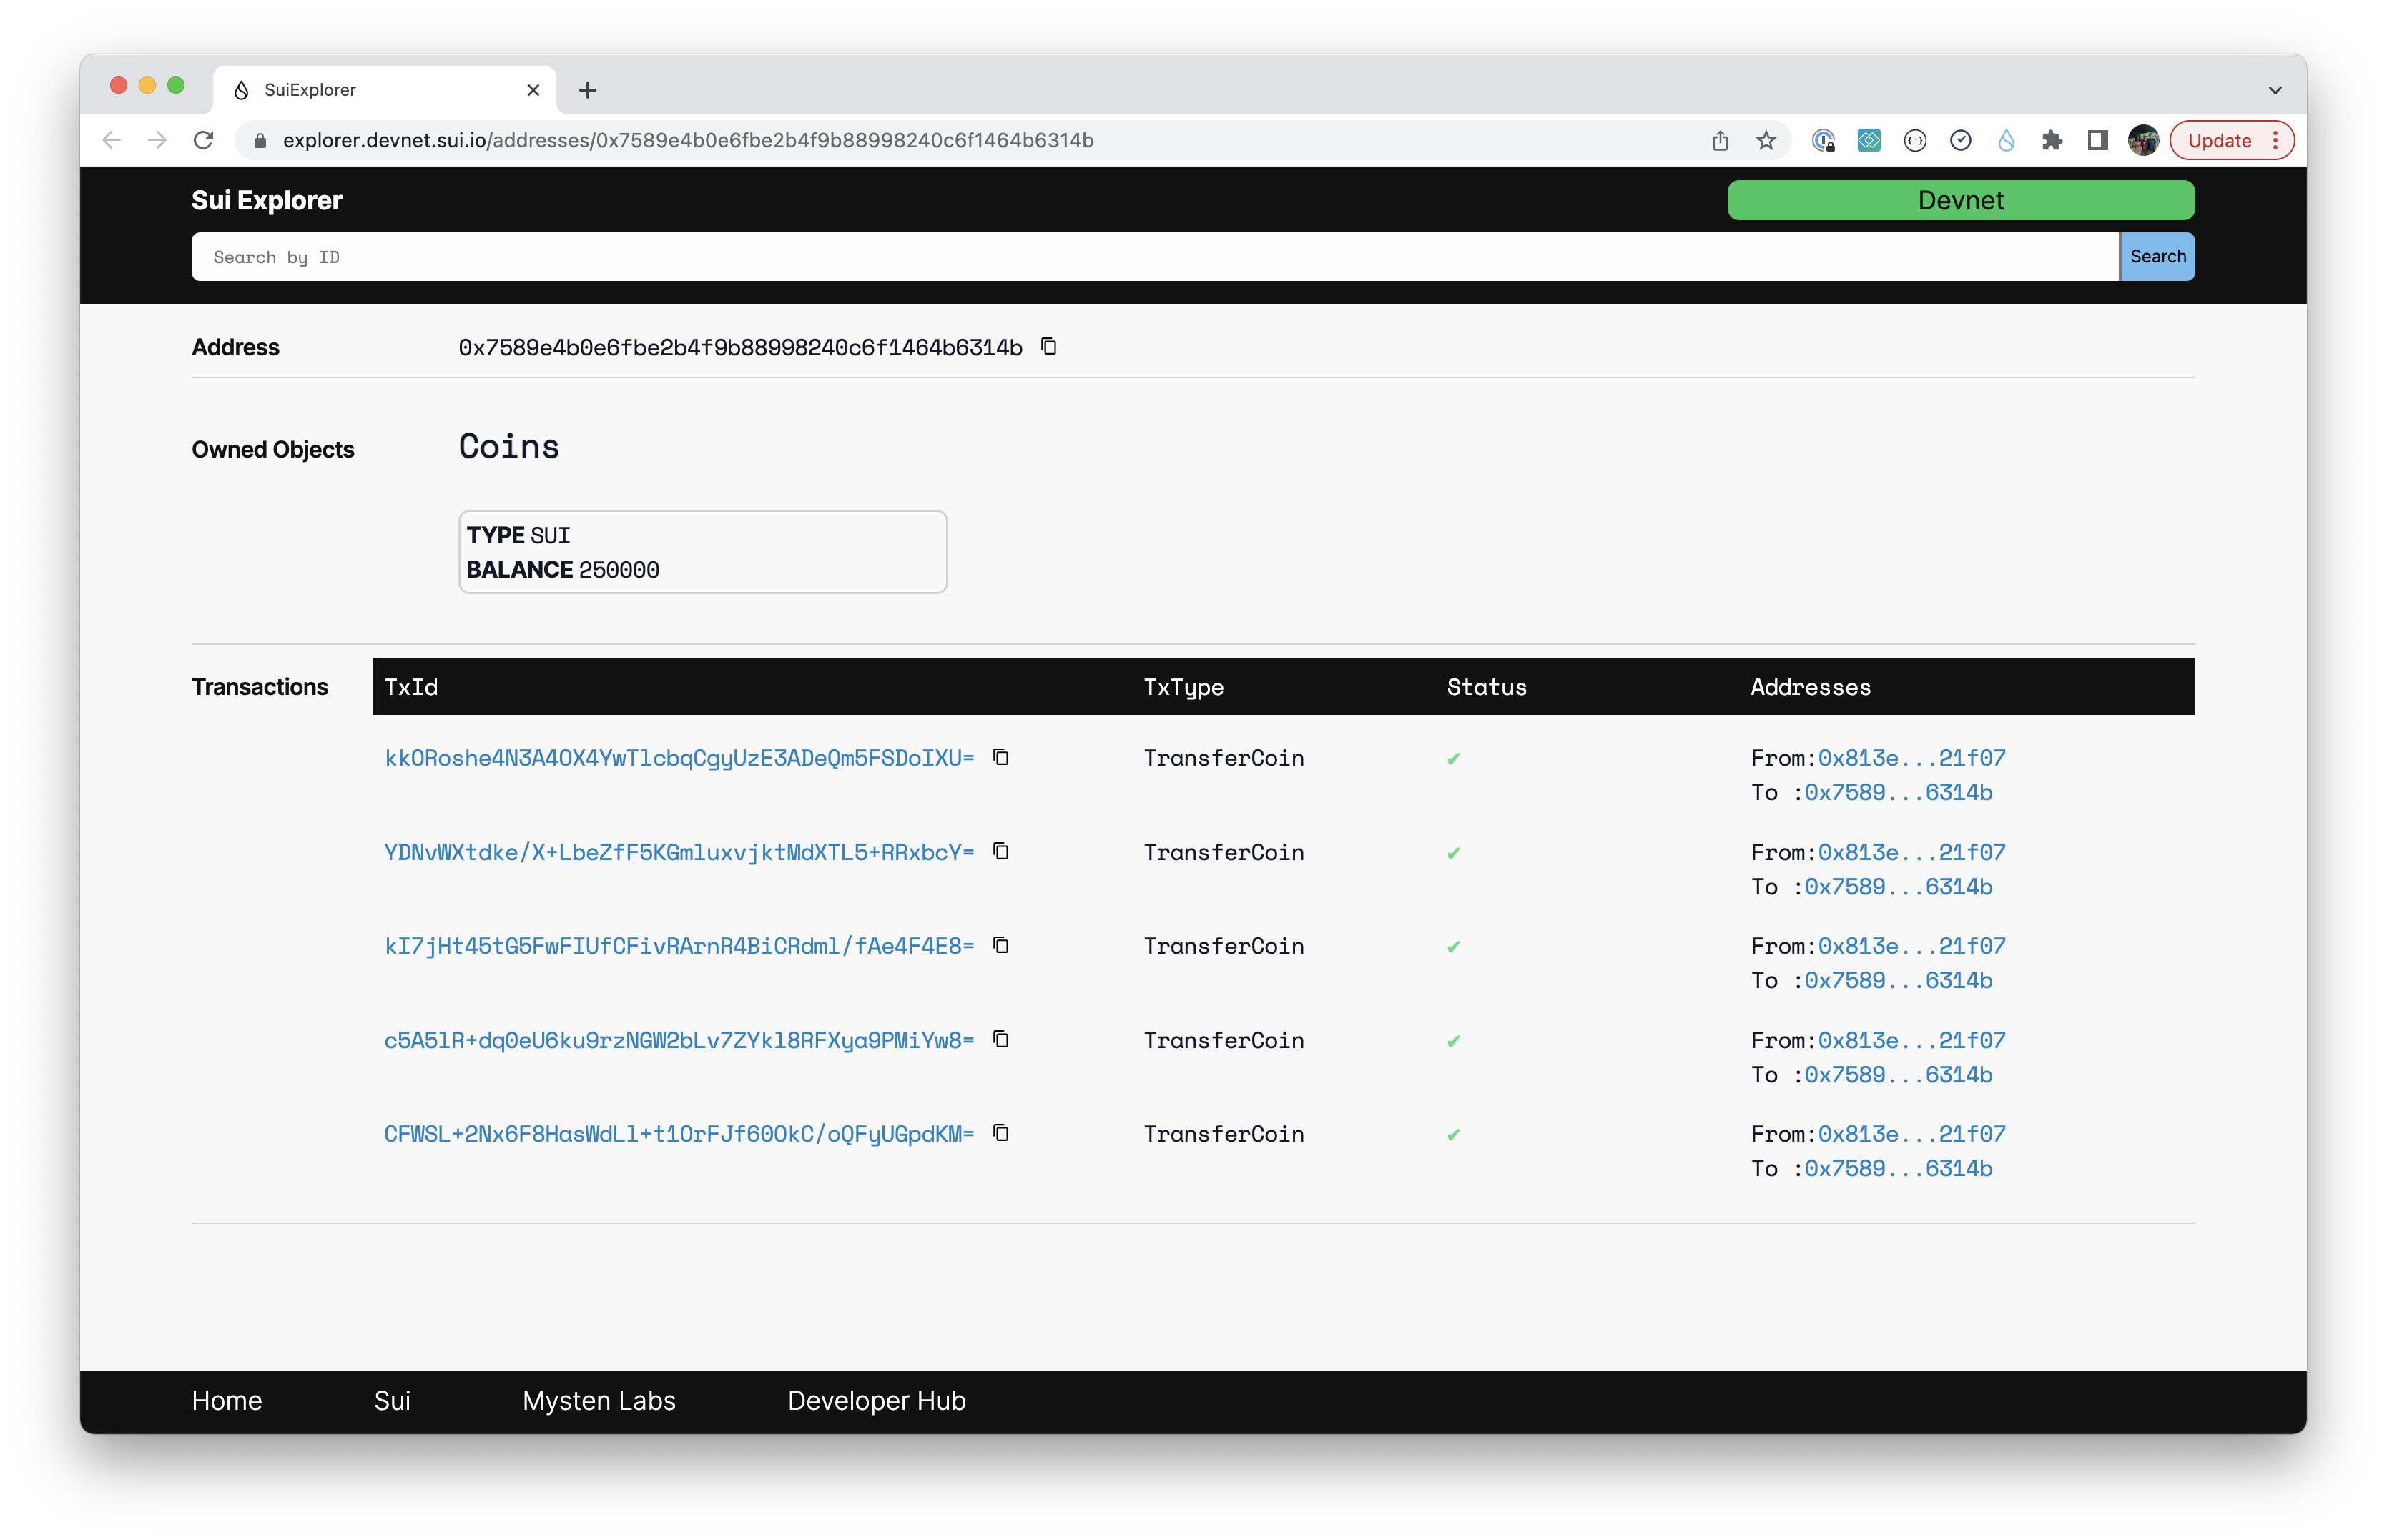 SuiExplorer
explorer.devnet.sui.io/addresses/0x7589e4b0e6fbe2b4f9b88998240c6f1464b6314b
Update
Sui Explorer
Devnet
Search by ID
Search
Address 0x7589e4b0e6fbe2b4f9b88998240c6f1464b6314b
Owned Objects Coins
TYPE SUI
BALANCE 250000
Transactions TxId TxType Status Addresses
kkORoshe4N3A4OX4YwTlcbqCgyUzE3ADeQm5FSDoIXU= TransferCoin ✔ From:0x813e...21f07
To :0x7589...6314b
YDNvWXtdke/X+LbeZfF5KGmluxvjktMdXTL5+RRxbcY= TransferCoin ✔ From:0x813e...21f07
To :0x7589...6314b
kI7jHt45tG5FwFIUfCFivRArnR4BiCRdml/fAe4F4E8= TransferCoin ✔ From:0x813e...21f07
To :0x7589...6314b
c5A5lR+dq0eU6ku9rzNGW2bLv7ZYkl8RFXya9PMiYw8= TransferCoin ✔ From:0x813e...21f07
To :0x7589...6314b
CFWSL+2Nx6F8HasWdLl+t1OrFJf60OkC/oQFyUGpdKM= TransferCoin ✔ From:0x813e...21f07
To :0x7589...6314b
Home Sui Mysten Labs Developer Hub